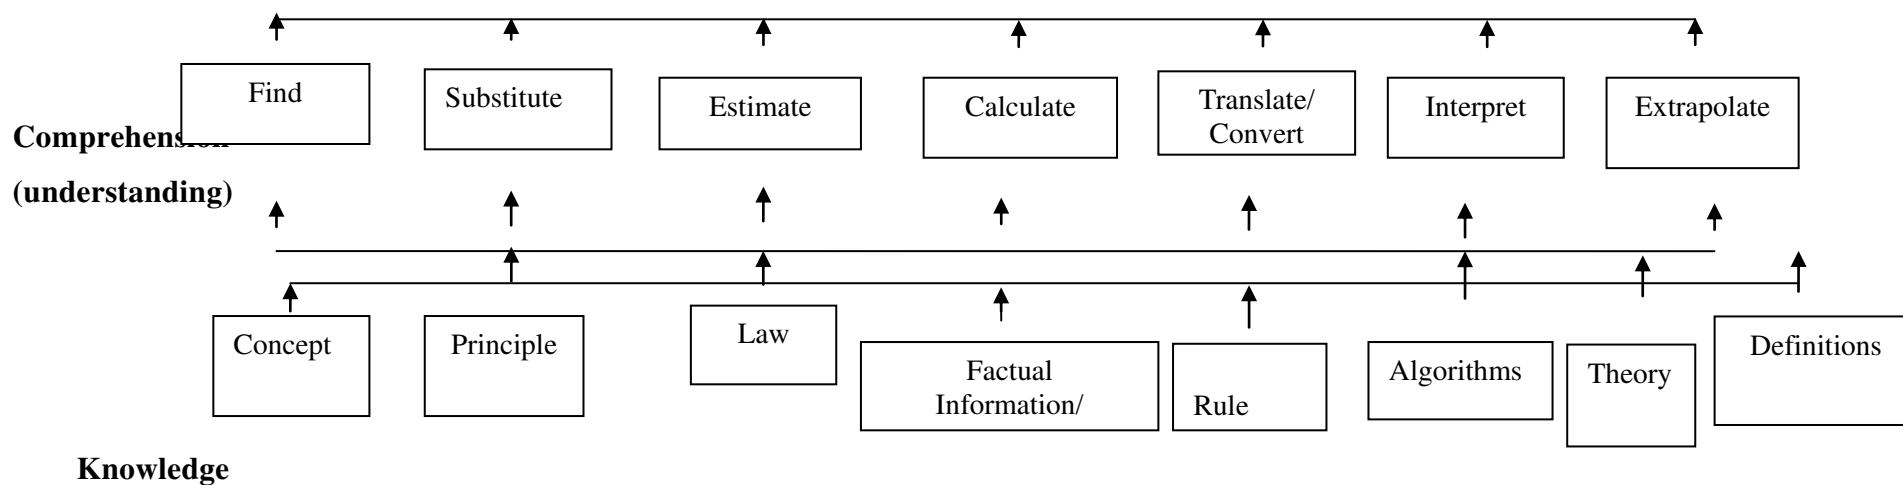 Find
Substitute
Estimate
Calculate
Translate/
Convert
Interpret
Extrapolate
Comprehension
(understanding)
Concept
Principle
Law
Factual
Information/
Rule
Algorithms
Theory
Definitions
Knowledge